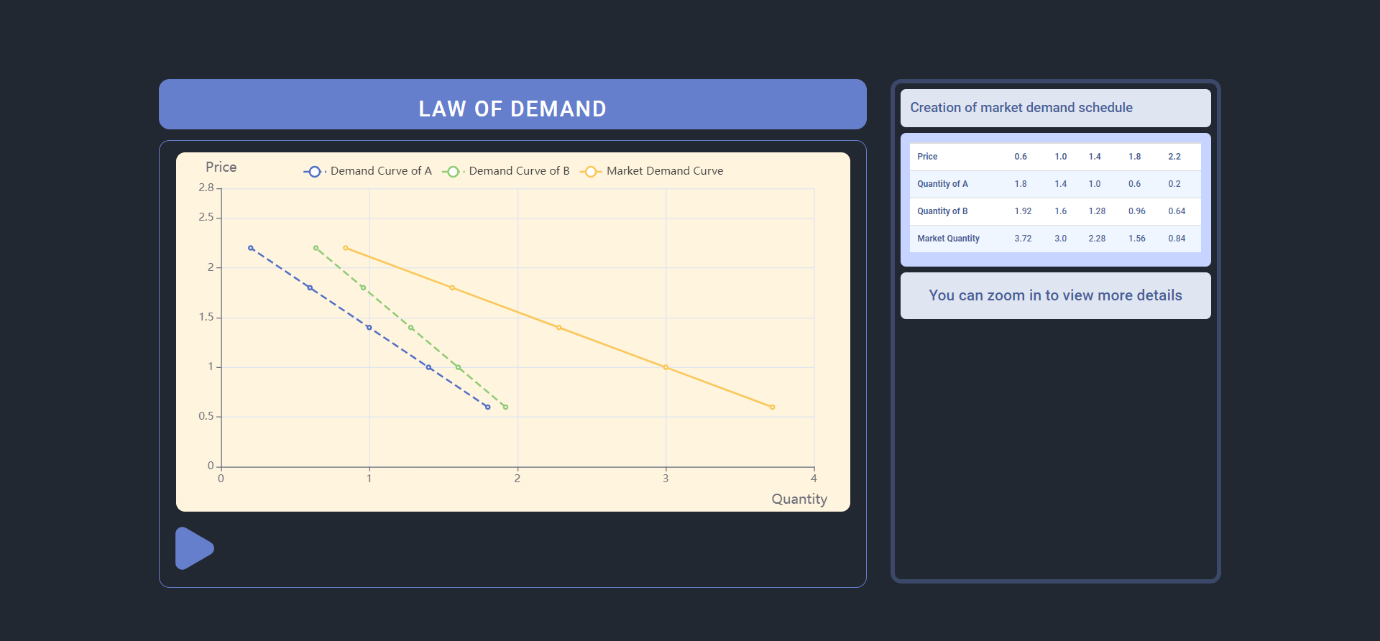 LAW OF DEMAND
Price
Demand Curve of A
Demand Curve of B
Market Demand Curve
2.8
2.5
2
1.5
1
0.5
0
0 1 2 3 4
Quantity
Creation of market demand schedule
Price 0.6 1.0 1.4 1.8 2.2
Quantity of A 1.8 1.4 1.0 0.6 0.2
Quantity of B 1.92 1.6 1.28 0.96 0.64
Market Quantity 3.72 3.0 2.28 1.56 0.84
You can zoom in to view more details